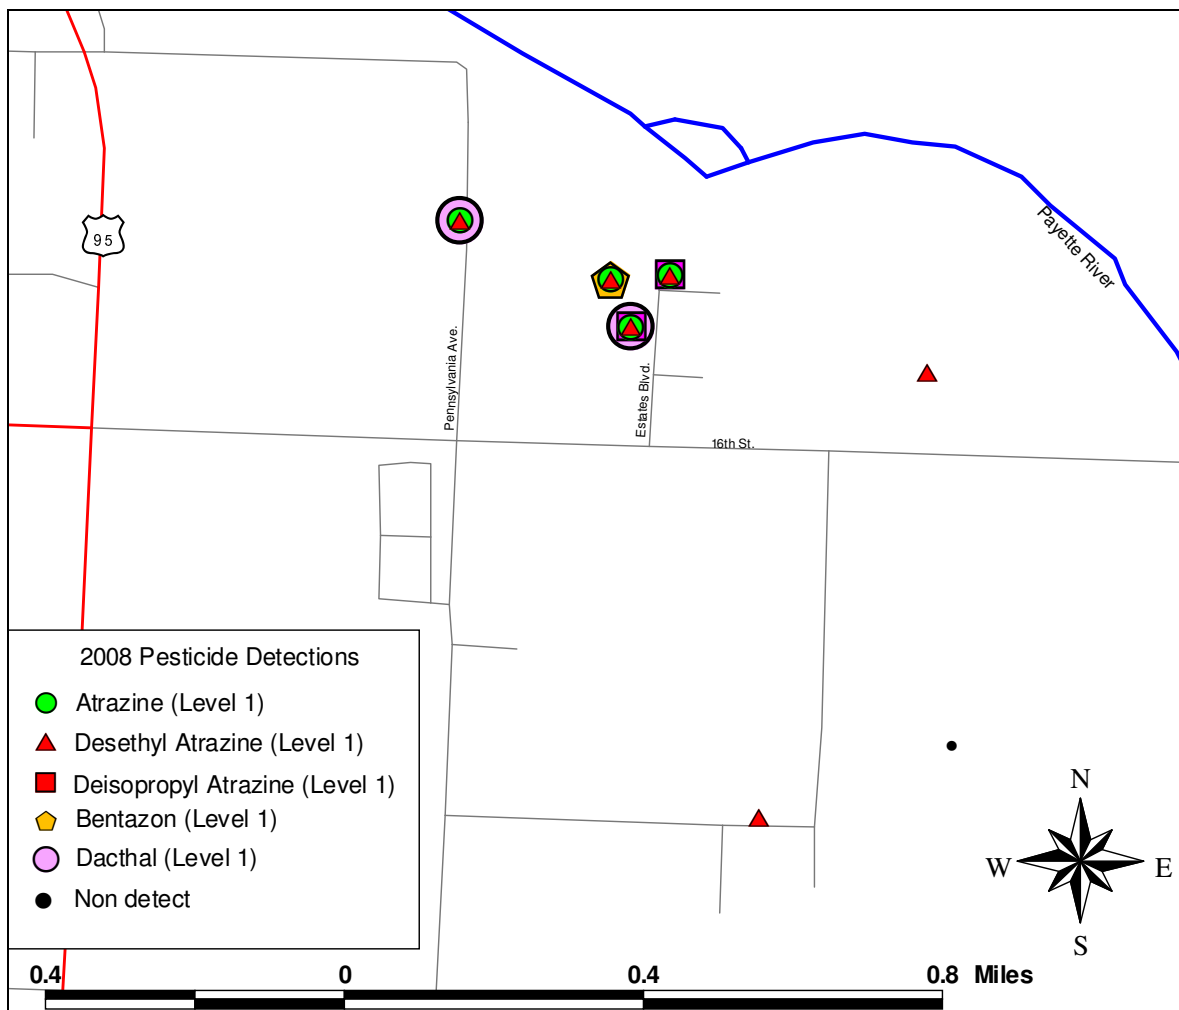 95
Payette River
Pennsylvania Ave.
Estates Blvd.
16th St.
2008 Pesticide Detections
Atrazine (Level 1)
Desethyl Atrazine (Level 1)
Deisopropyl Atrazine (Level 1)
Bentazon (Level 1)
Dacthal (Level 1)
Non detect
N
W E
S
0.4 0 0.4 0.8 Miles